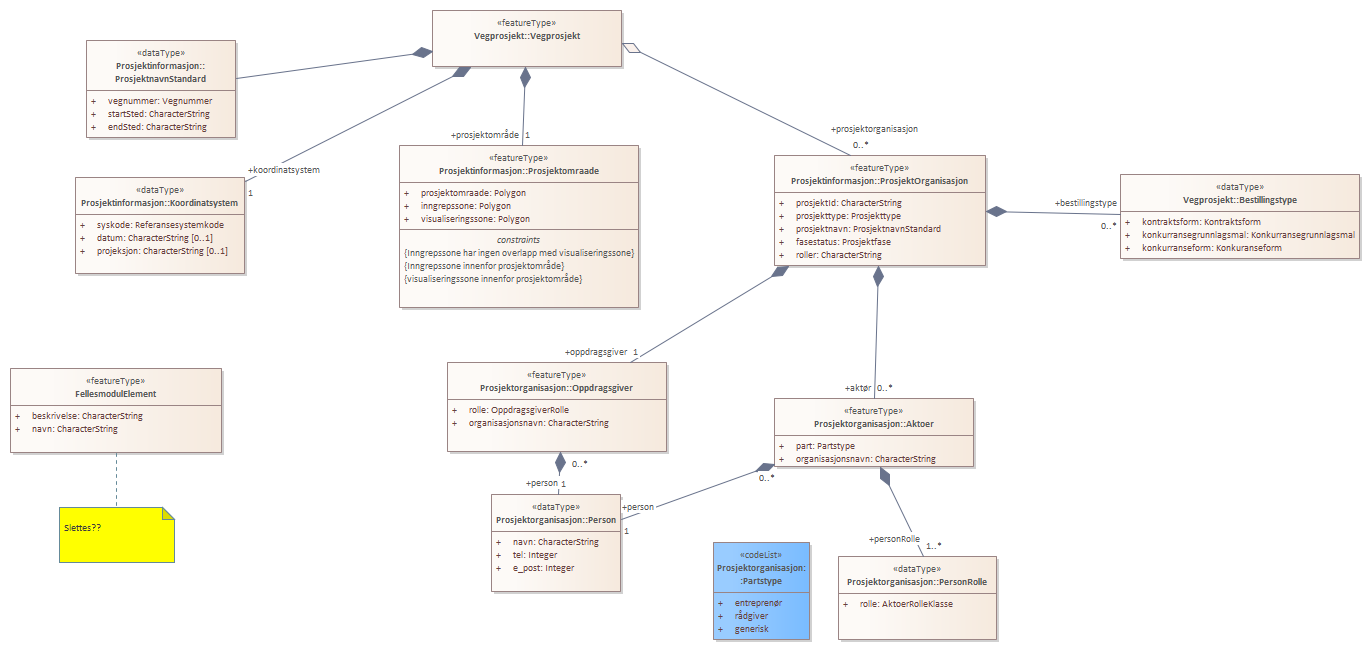 «featureType»
Vegprosjekt::Vegprosjekt
«dataType»
Prosjektinformasjon::
ProsjektnavnStandard
+ vegnummer: Vegnummer
+ startSted: CharacterString
+ endSted: CharacterString
+prosjektområde 1
+prosjektorganisasjon
0..*
+koordinatsystem
1
«dataType»
Prosjektinformasjon::Koordinatsystem
+ syskode: Referansesystemkode
+ datum: CharacterString [0..1]
+ projeksjon: CharacterString [0..1]
«featureType»
Prosjektinformasjon::Prosjektomraade
+ prosjektomraade: Polygon
+ inngrepssone: Polygon
+ visualiseringssone: Polygon
constraints
{Inngrepssone har ingen overlapp med visualiseringssone}
{Inngrepssone innenfor prosjektområde}
{visualiseringssone innenfor prosjektområde}
«featureType»
Prosjektinformasjon::ProsjektOrganisasjon
+ prosjektId: CharacterString
+ prosjekttype: Prosjekttype
+ prosjektnavn: ProsjektnavnStandard
+ fasestatus: Prosjektfase
+ roller: CharacterString
+bestillingstype
0..*
«dataType»
Vegprosjekt::Bestillingstype
+ kontraktsform: Kontraktsform
+ konkurransegrunnlagsmal: Konkurransegrunnlagsmal
+ konkurranseform: Konkuranseform
+oppdragsgiver 1
+aktør 0..*
«featureType»
FellesmodulElement
+ beskrivelse: CharacterString
+ navn: CharacterString
Slettes??
«featureType»
Prosjektorganisasjon::Oppdragsgiver
+ rolle: OppdragsgiverRolle
+ organisasjonsnavn: CharacterString
0..*
+person 1
«featureType»
Prosjektorganisasjon::Aktoer
+ part: Partstype
+ organisasjonsnavn: CharacterString
0..*
+person
1
«dataType»
Prosjektorganisasjon::Person
+ navn: CharacterString
+ tel: Integer
+ e_post: Integer
+personRolle
1..*
«codeList»
Prosjektorganisasjon:
:Partstype
+ entreprenør
+ rådgiver
+ generisk
«dataType»
Prosjektorganisasjon::PersonRolle
+ rolle: AktoerRolleKlasse